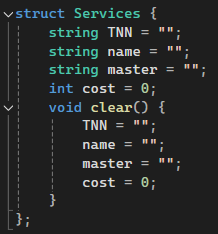 struct Services {
    string TNN = "";
    string name = "";
    string master = "";
    int cost = 0;
    void clear() {
        TNN = "";
        name = "";
        master = "";
        cost = 0;
    }
};